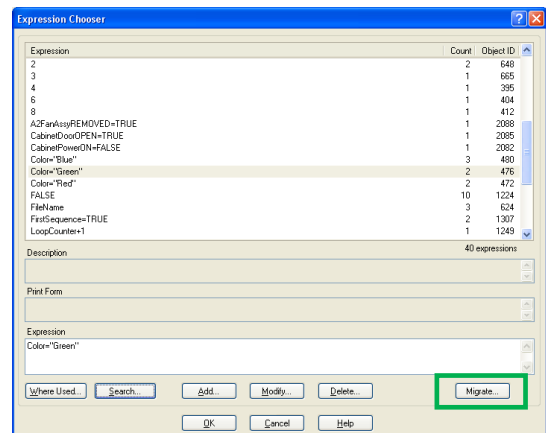 Expression Chooser
Expression Count Object ID
2 2 648
3 1 665
4 1 395
6 1 404
8 1 412
A2FanAssyREMOVED=TRUE 1 2088
CabinetDoorOPEN=TRUE 1 2085
CabinetPowerON=FALSE 1 2082
Color="Blue" 3 480
Color="Green" 2 476
Color="Red" 2 472
FALSE 10 1224
FileName 3 624
FirstSequence=TRUE 2 1307
LoopCounter+1 1 1249
40 expressions
Description
Print Form
Expression
Color="Green"
Where Used... Search... Add... Modify... Delete... Migrate...
OK Cancel Help